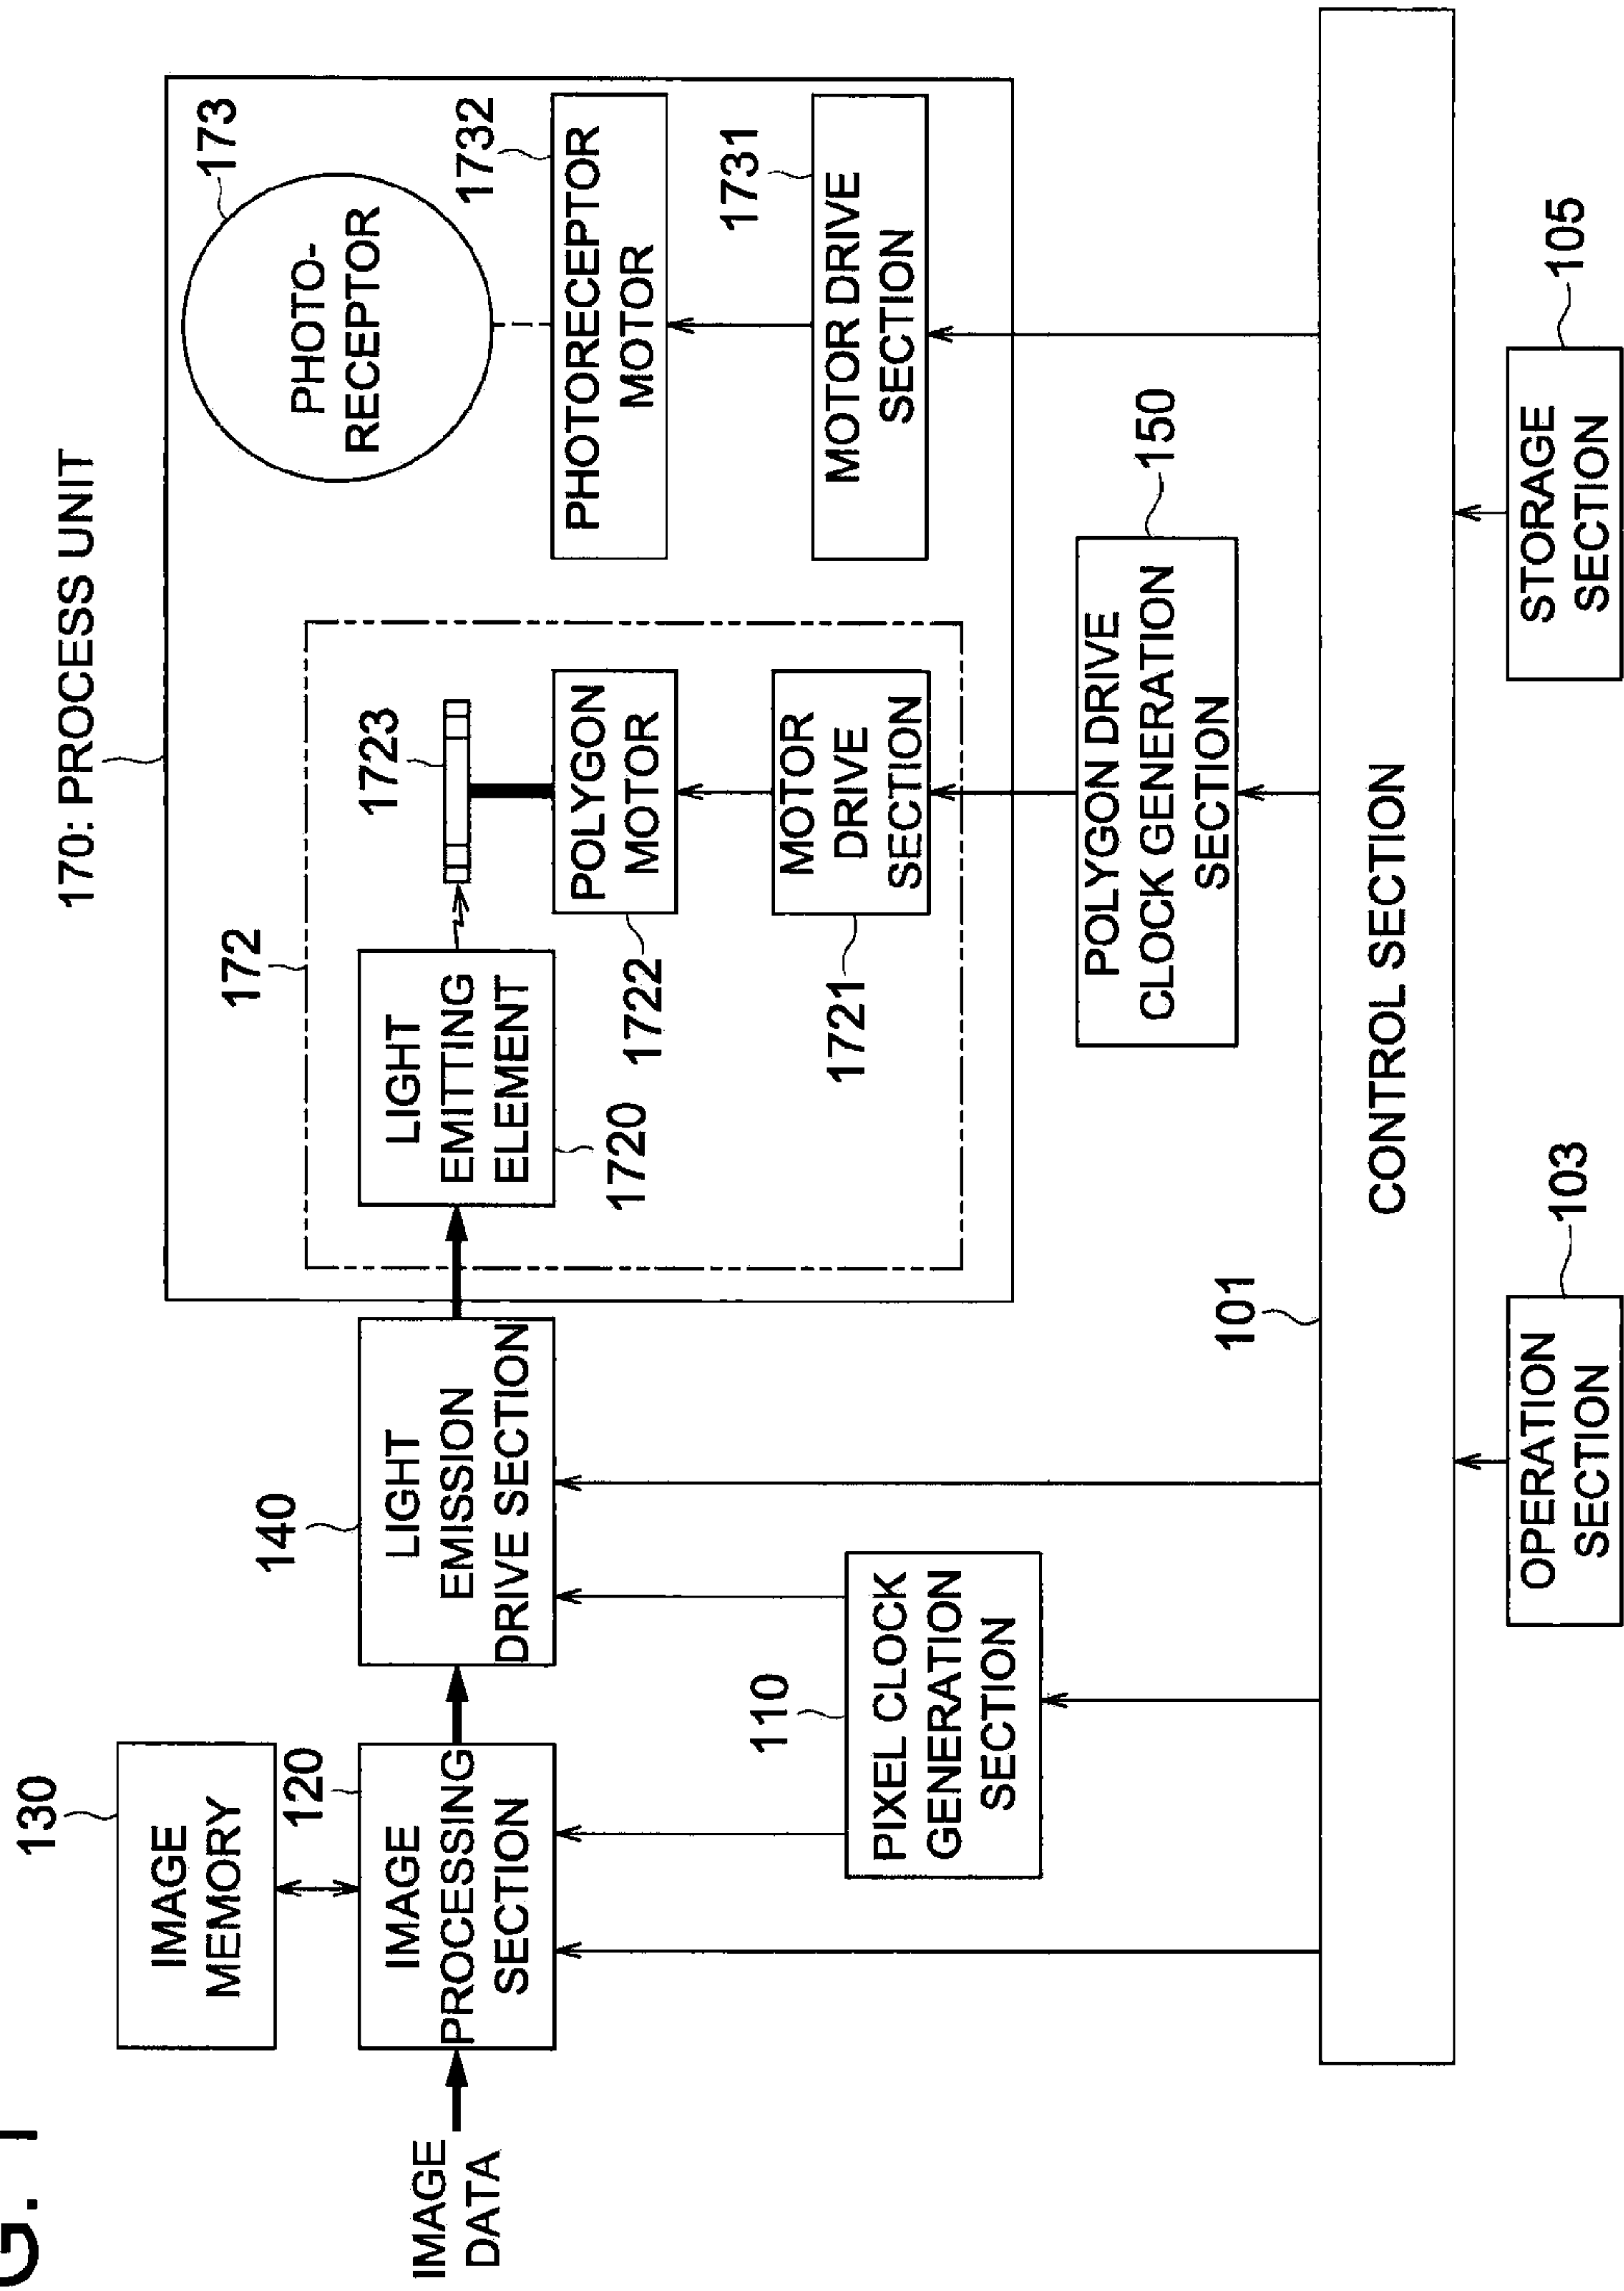 G. 1
170: PROCESS UNIT
130
IMAGE
MEMORY
120
IMAGE
PROCESSING
SECTION
IMAGE
DATA
140
LIGHT
EMISSION
DRIVE SECTION
110
PIXEL CLOCK
GENERATION
SECTION
172
LIGHT
EMITTING
ELEMENT
1720
1723
POLYGON
MOTOR
1722
MOTOR
DRIVE
SECTION
1721
173
PHOTO-
RECEPTOR
1732
PHOTORECEPTOR
MOTOR
1731
MOTOR DRIVE
SECTION
150
POLYGON DRIVE
CLOCK GENERATION
SECTION
101
CONTROL SECTION
103
OPERATION
SECTION
105
STORAGE
SECTION